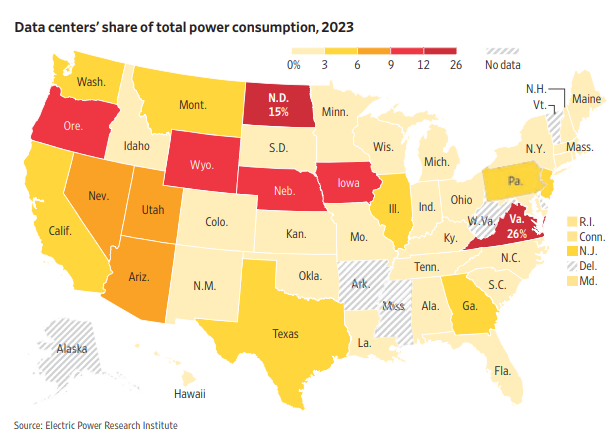 Data centers' share of total power consumption, 2023
0% 3 6 9 12 26 No data
Wash.
Mont.
N.D.
15%
Minn.
N.H.
Vt.
Maine
Ore.
Idaho
S.D.
Wis.
Mich.
N.Y.
Mass.
Wyo.
Neb.
Iowa
Pa.
Nev.
Utah
Colo.
Ill.
Ind.
Ohio
W.Va.
Va.
26%
Calif.
Kan.
Mo.
Ky.
R.I.
Conn.
N.J.
Del.
Md.
Ariz.
N.M.
Okla.
Ark.
Tenn.
N.C.
S.C.
Miss.
Ala.
Ga.
Texas
La.
Fla.
Alaska
Hawaii
Source: Electric Power Research Institute